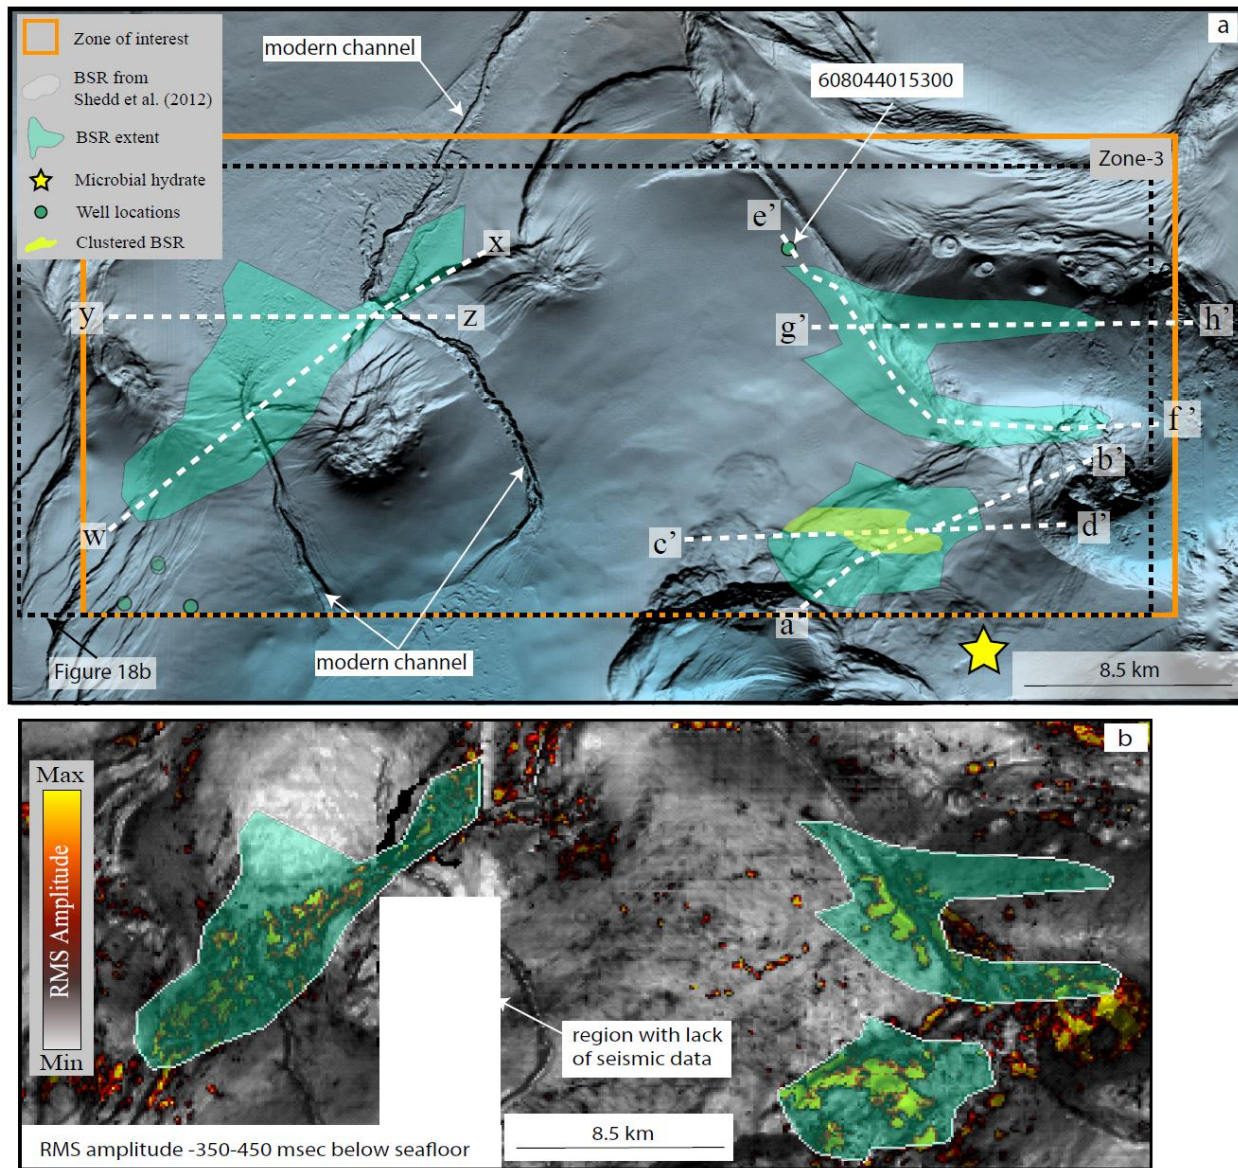 a
Zone of interest
BSR from
Shedd et al. (2012)
BSR extent
Microbial hydrate
Well locations
Clustered BSR
modern channel
608044015300
Zone-3
e'
x
y
z
g'
h'
f'
b'
w
c'
d'
a
Figure 18b
modern channel
8.5 km
b
Max
RMS Amplitude
Min
region with lack
of seismic data
8.5 km
RMS amplitude -350-450 msec below seafloor